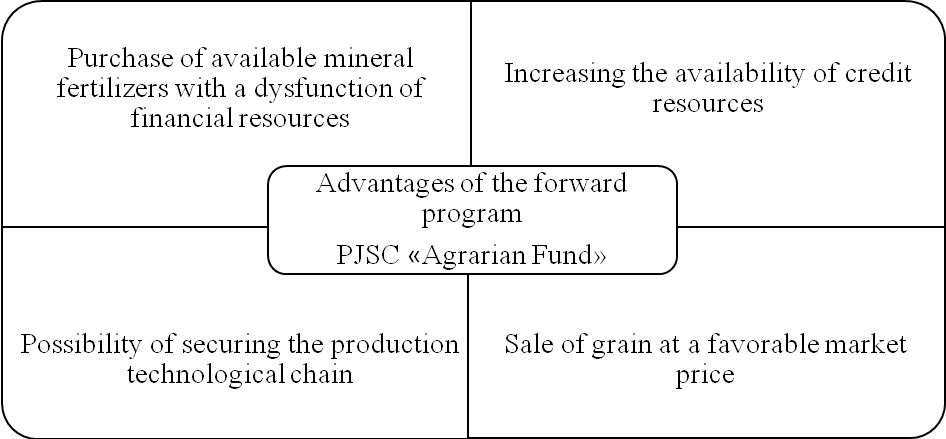 Purchase of available mineral
fertilizers with a dysfunction of
financial resources
Increasing the availability of credit
resources
Advantages of the forward
program
PJSC «Agrarian Fund»
Possibility of securing the production
technological chain
Sale of grain at a favorable market
price